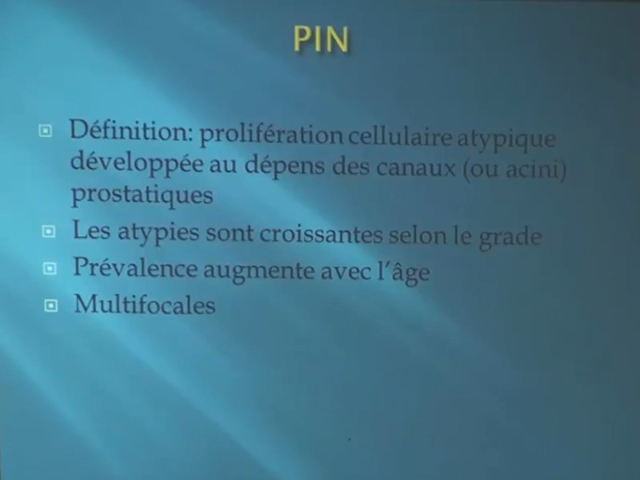 PIN
Définition: prolifération cellulaire atypique
développée au dépens des canaux (ou acini)
prostatiques
Les atypies sont croissantes selon le grade
Prévalence augmente avec l'âge
Multifocales